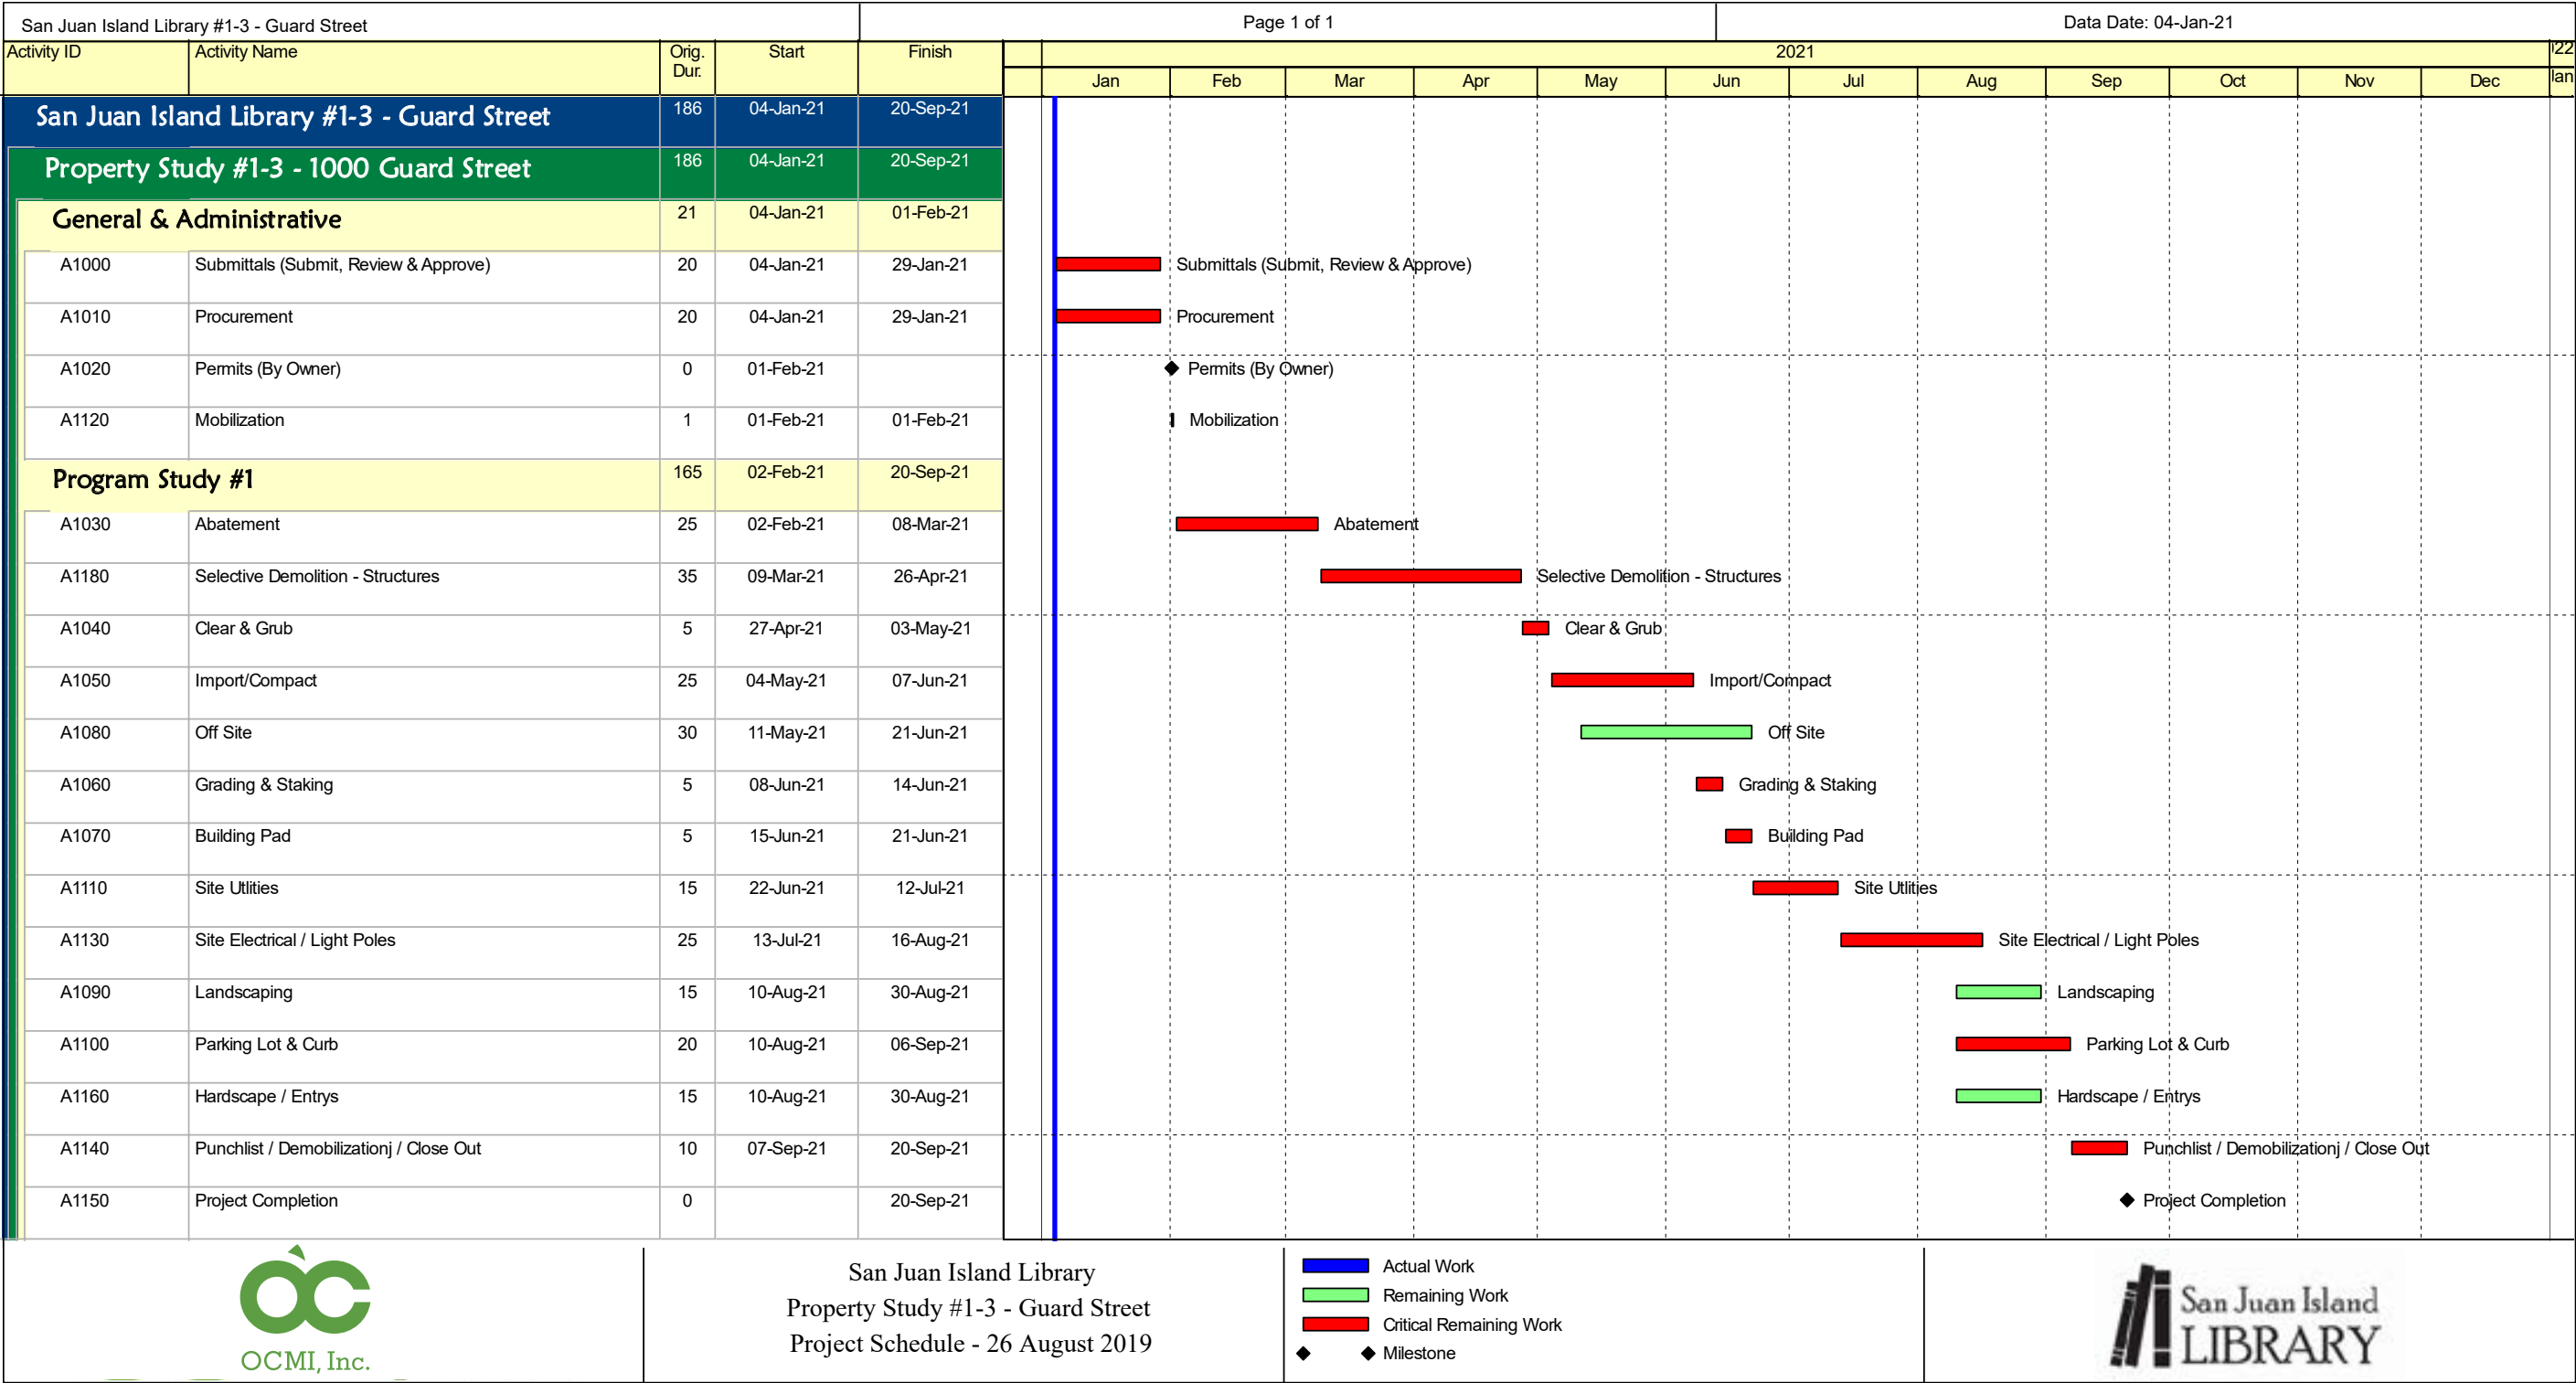 San Juan Island Library #1-3 - Guard Street Page 1 of 1 Data Date: 04-Jan-21
Activity ID Activity Name Orig. Dur. Start Finish 2021
Jan Feb Mar Apr May Jun Jul Aug Sep Oct Nov Dec
San Juan Island Library #1-3 - Guard Street 186 04-Jan-21 20-Sep-21
Property Study #1-3 - 1000 Guard Street 186 04-Jan-21 20-Sep-21
General & Administrative 21 04-Jan-21 01-Feb-21
A1000 Submittals (Submit, Review & Approve) 20 04-Jan-21 29-Jan-21 Submittals (Submit, Review & Approve)
A1010 Procurement 20 04-Jan-21 29-Jan-21 Procurement
A1020 Permits (By Owner) 0 01-Feb-21 Permits (By Owner)
A1120 Mobilization 1 01-Feb-21 01-Feb-21 Mobilization
Program Study #1 165 02-Feb-21 20-Sep-21
A1030 Abatement 25 02-Feb-21 08-Mar-21 Abatement
A1180 Selective Demolition - Structures 35 09-Mar-21 26-Apr-21 Selective Demolition - Structures
A1040 Clear & Grub 5 27-Apr-21 03-May-21 Clear & Grub
A1050 Import/Compact 25 04-May-21 07-Jun-21 Import/Compact
A1080 Off Site 30 11-May-21 21-Jun-21 Off Site
A1060 Grading & Staking 5 08-Jun-21 14-Jun-21 Grading & Staking
A1070 Building Pad 5 15-Jun-21 21-Jun-21 Building Pad
A1110 Site Utlities 15 22-Jun-21 12-Jul-21 Site Utlities
A1130 Site Electrical / Light Poles 25 13-Jul-21 16-Aug-21 Site Electrical / Light Poles
A1090 Landscaping 15 10-Aug-21 30-Aug-21 Landscaping
A1100 Parking Lot & Curb 20 10-Aug-21 06-Sep-21 Parking Lot & Curb
A1160 Hardscape / Entrys 15 10-Aug-21 30-Aug-21 Hardscape / Entrys
A1140 Punchlist / Demobilizationj / Close Out 10 07-Sep-21 20-Sep-21 Punchlist / Demobilizationj / Close Out
A1150 Project Completion 0 20-Sep-21 Project Completion
OC
OCMI, Inc.
San Juan Island Library
Property Study #1-3 - Guard Street
Project Schedule - 26 August 2019
Actual Work
Remaining Work
Critical Remaining Work
Milestone
San Juan Island
LIBRARY